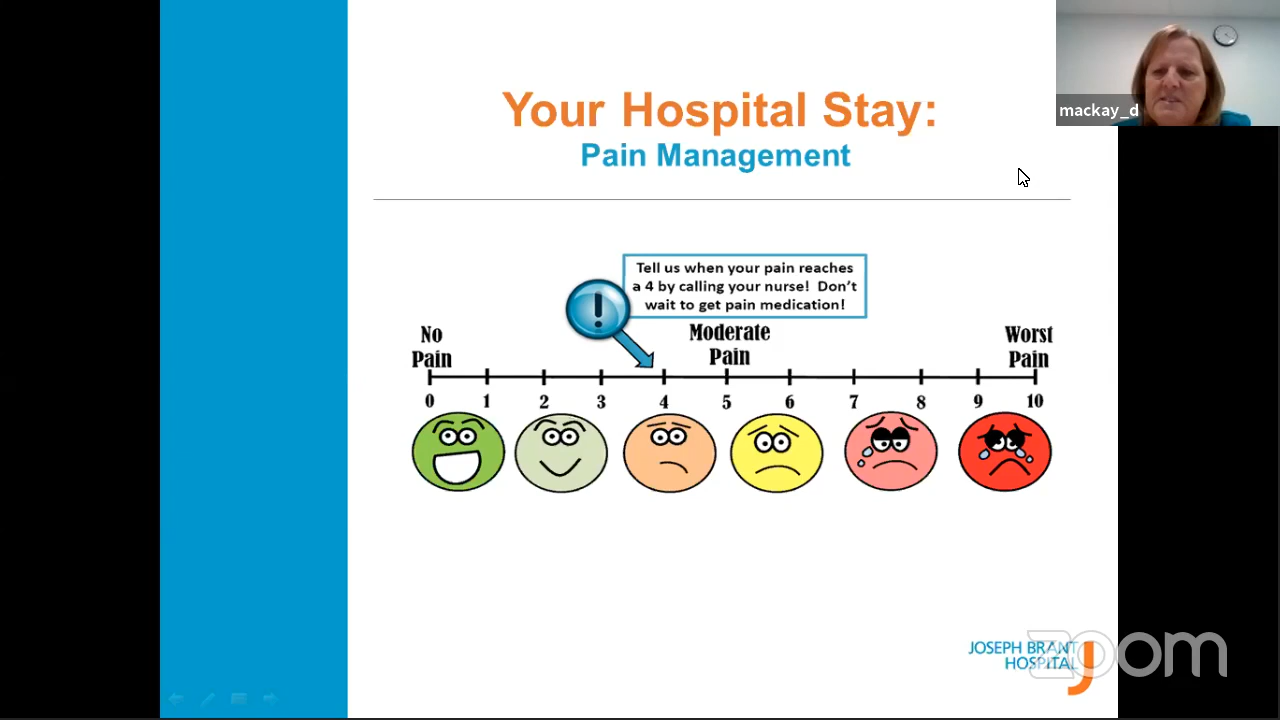 Your Hospital Stay:
Pain Management
mackay_d
Tell us when your pain reaches
a 4 by calling your nurse! Don't
wait to get pain medication!
!
No
Pain
Moderate
Pain
Worst
Pain
0 1 2 3 4 5 6 7 8 9 10
JOSEPH BRANT
HOSPITAL
zoom